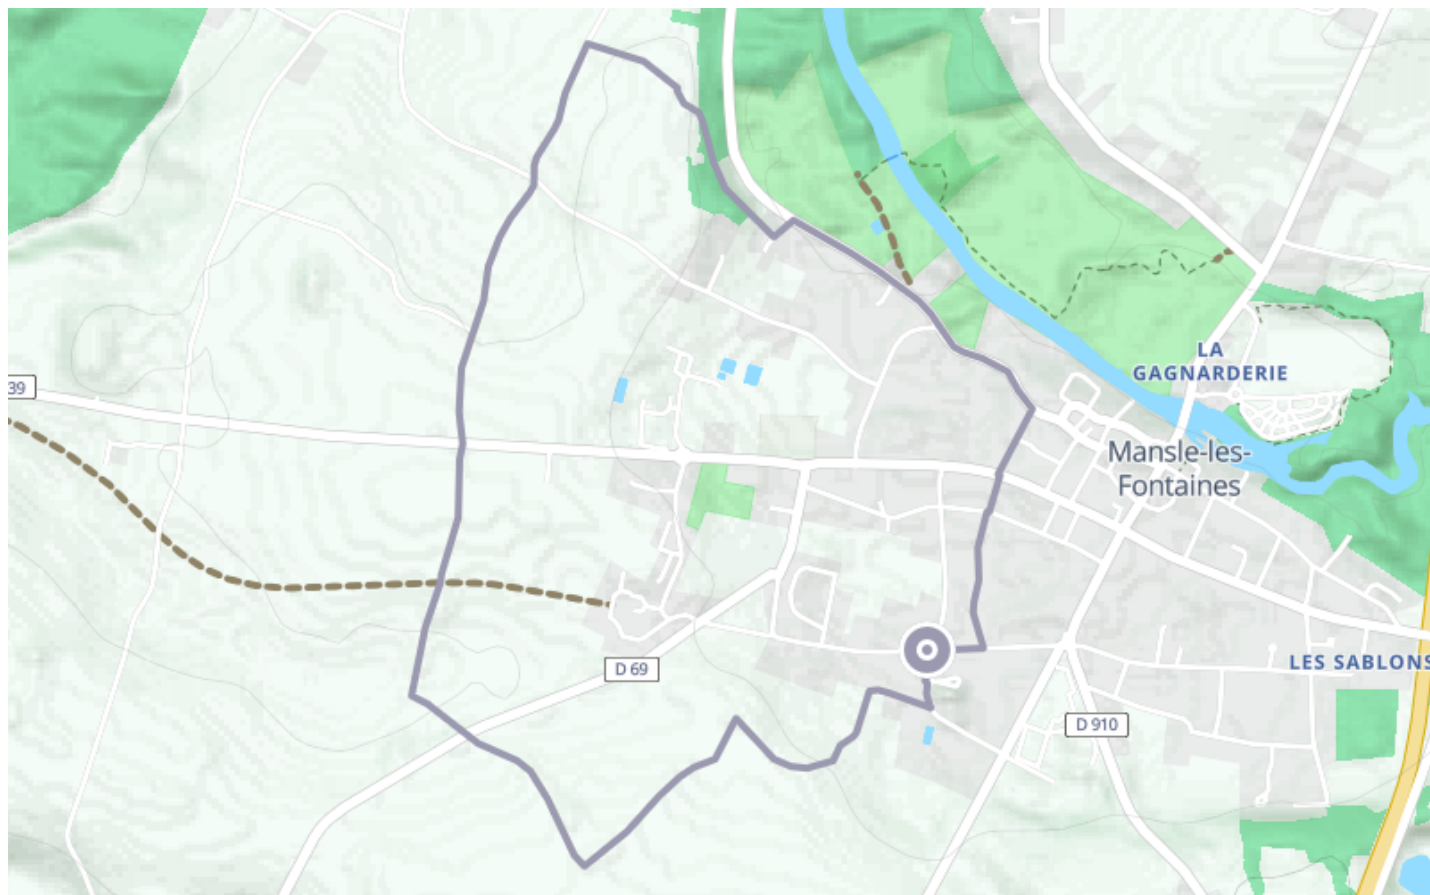 LA
GAGNARDERIE
39
Mansle-les-
Fontaines
D 69
LES SABLONS
D 910